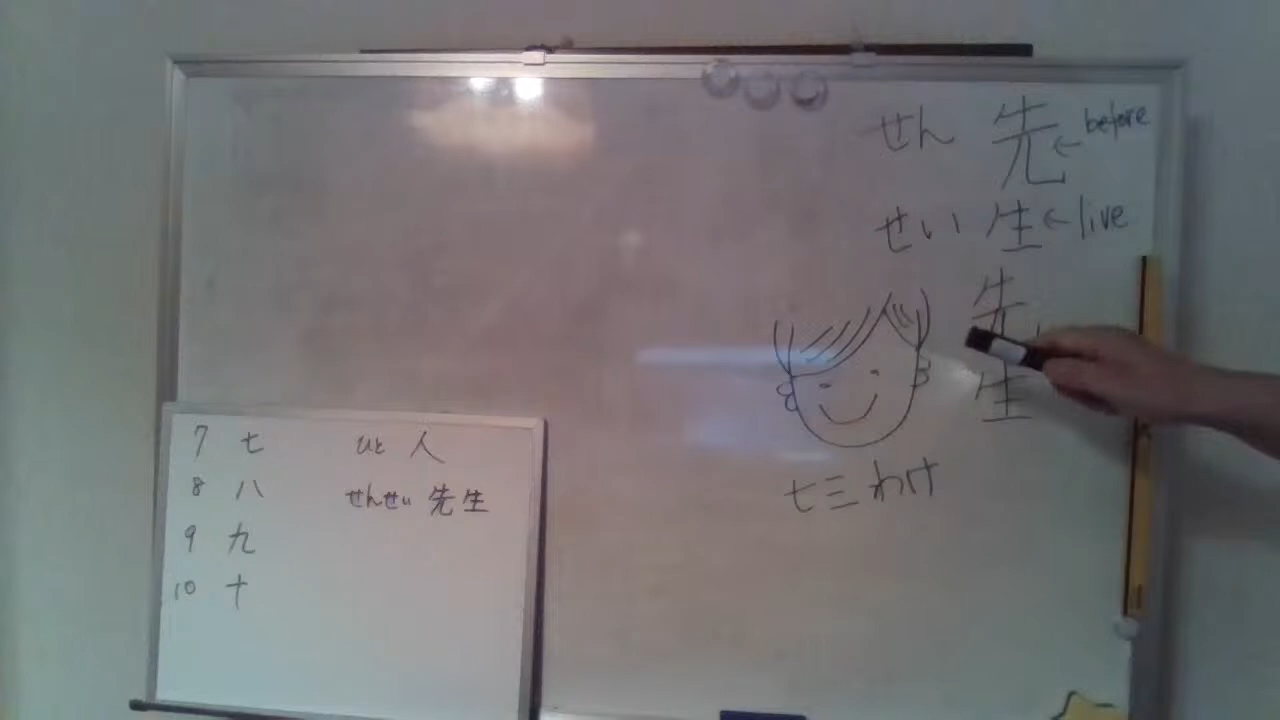 せん 先 ← before
せい 生 ← live
先
生
七三わけ
7 七 ひと 人
8 八 せんせい 先生
9 九
10 十